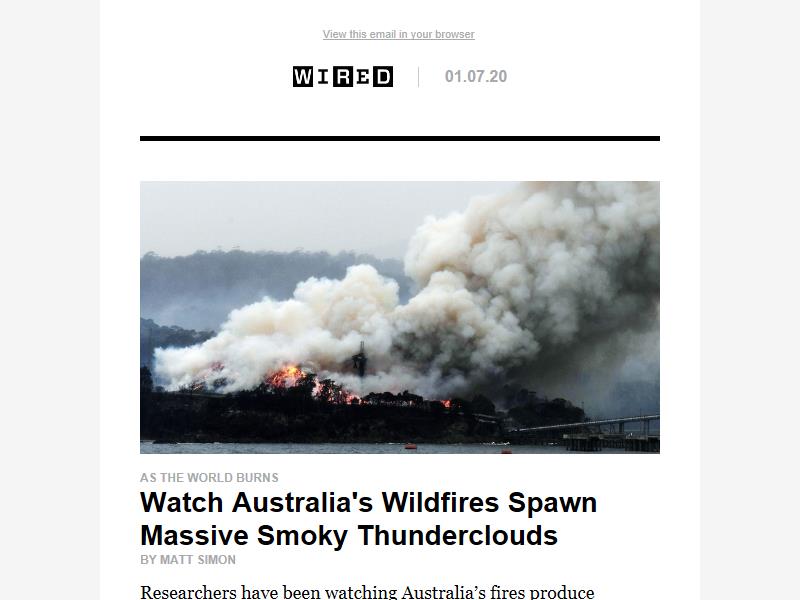 View this email in your browser
WIRED 01.07.20
AS THE WORLD BURNS
Watch Australia's Wildfires Spawn
Massive Smoky Thunderclouds
BY MATT SIMON
Researchers have been watching Australia’s fires produce